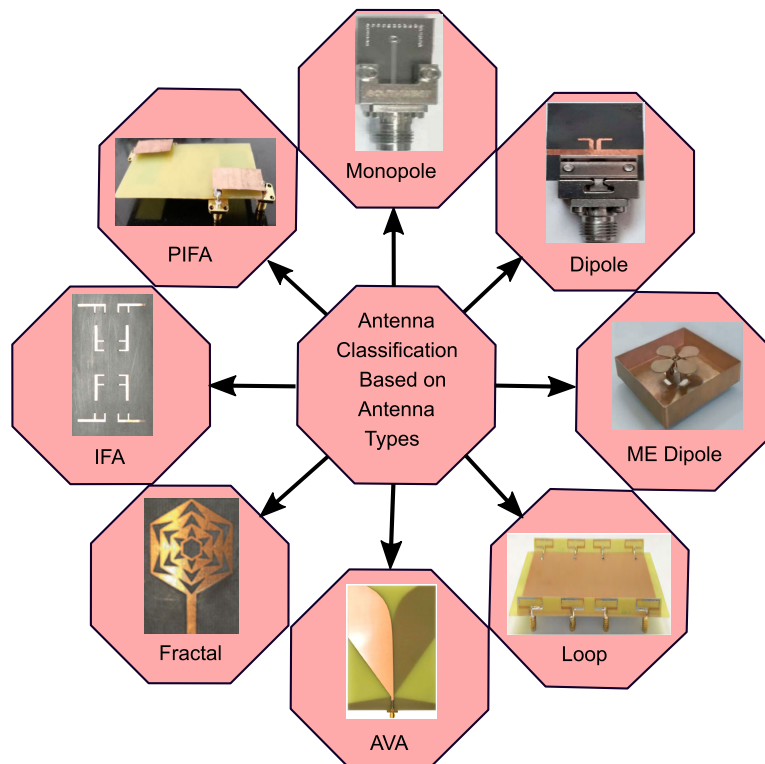 Monopole
PIFA
Dipole
Antenna
Classification
Based on
Antenna
Types
IFA
ME Dipole
Fractal
Loop
AVA